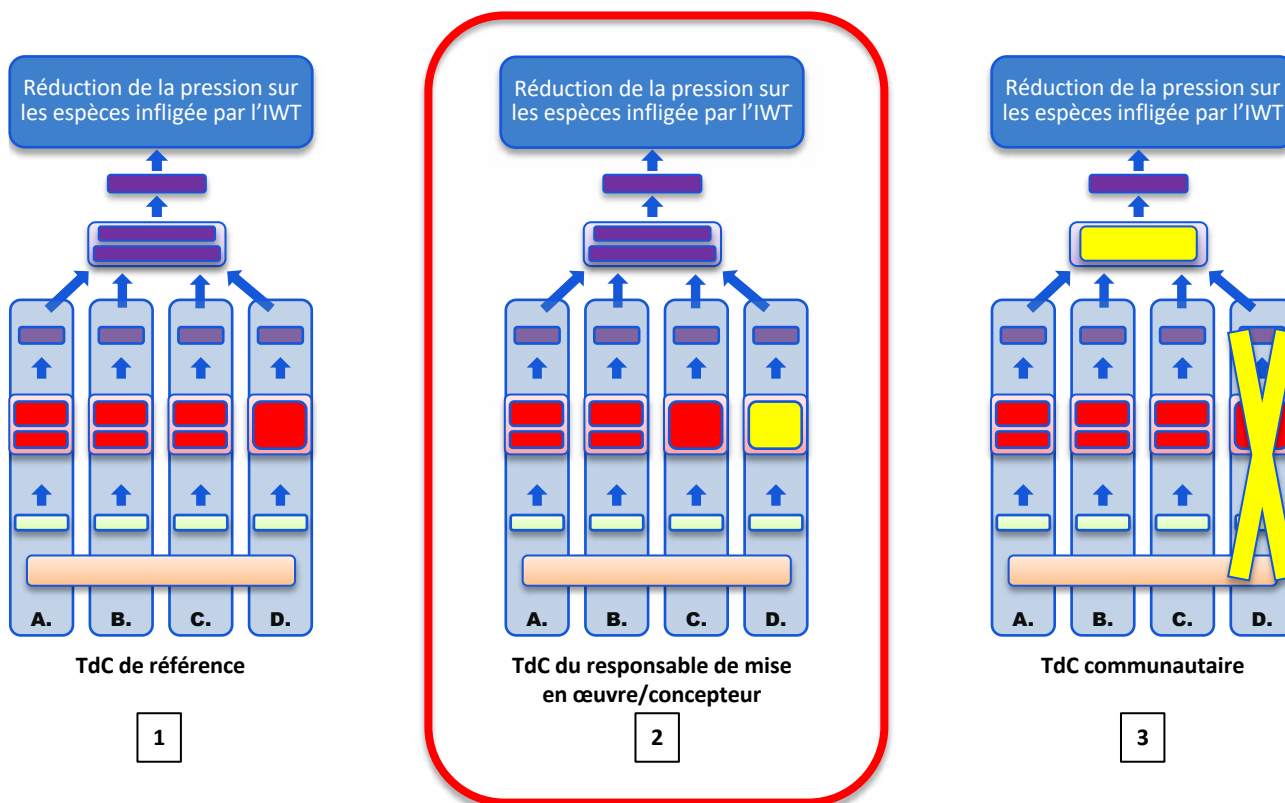 Réduction de la pression sur
les espèces infligée par l'IWT
A.
B.
C.
D.
TdC de référence
1
Réduction de la pression sur
les espèces infligée par l'IWT
A.
B.
C.
D.
TdC du responsable de mise
en œuvre/concepteur
2
Réduction de la pression sur
les espèces infligée par l'IWT
A.
B.
C.
D.
TdC communautaire
3